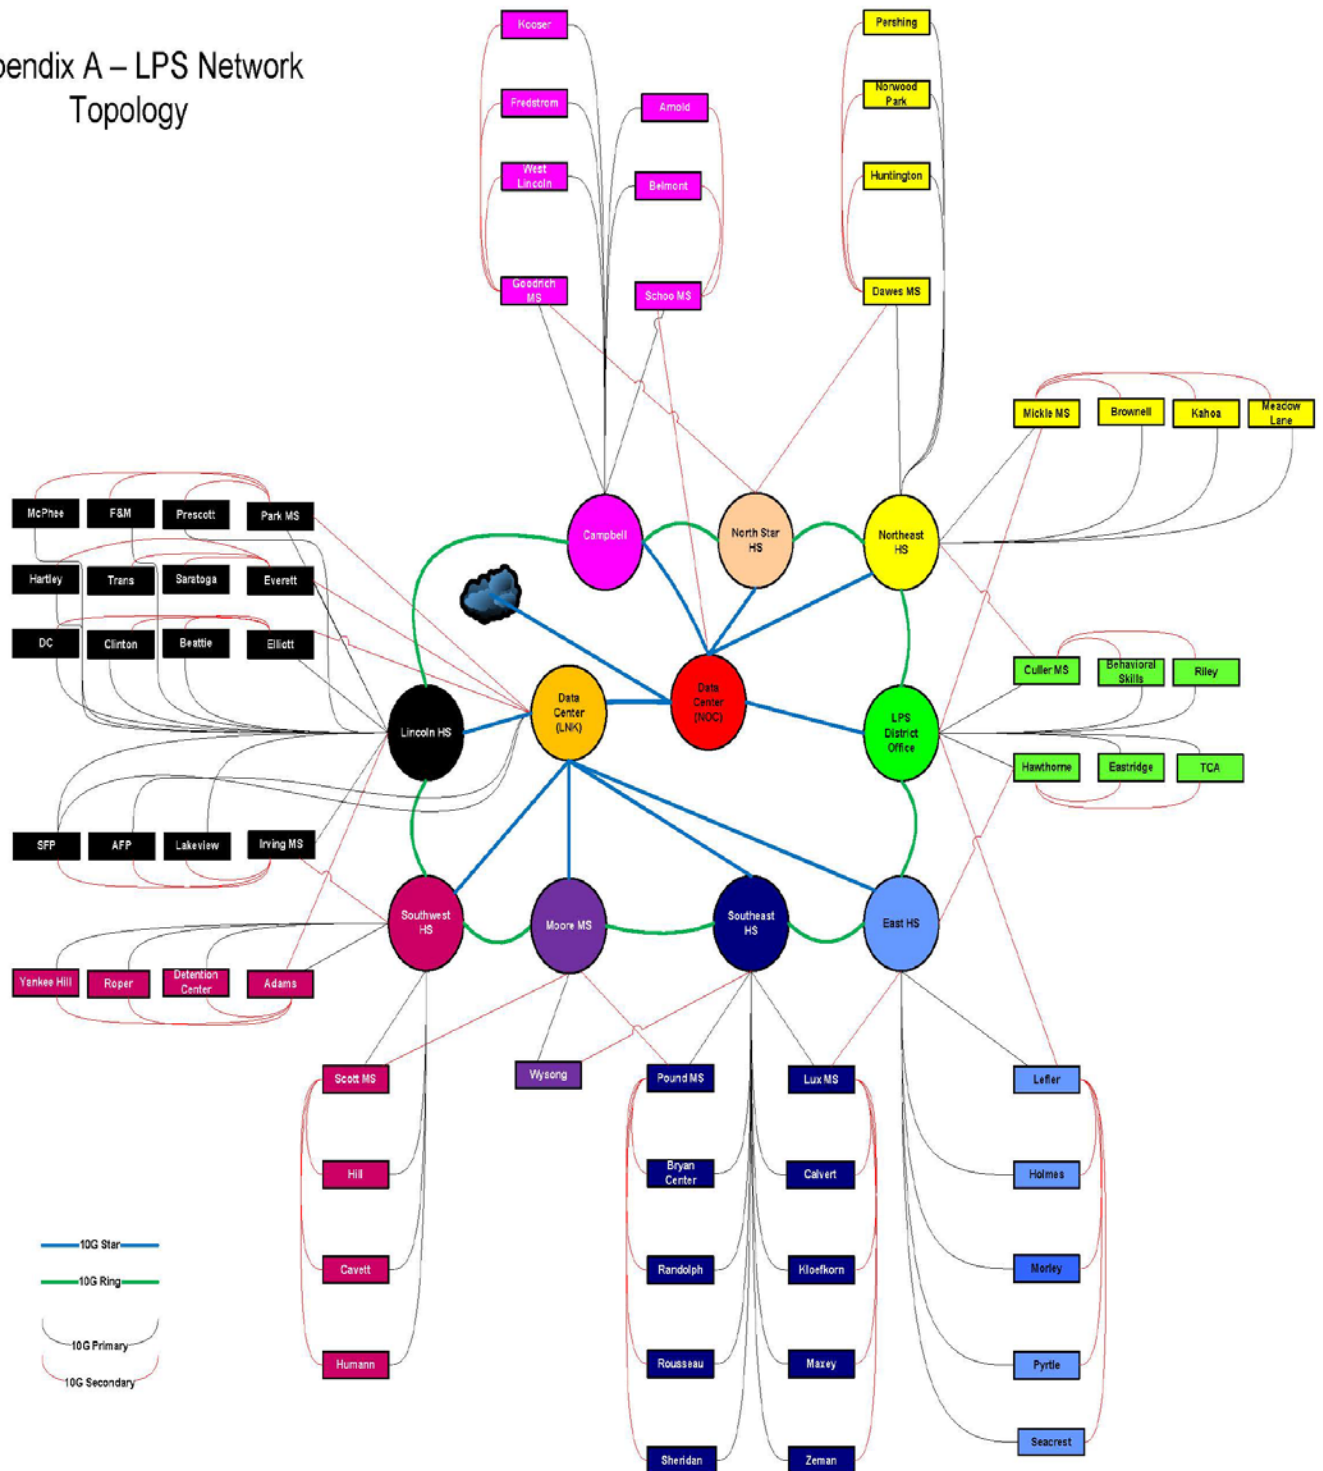 pendix A – LPS Network
Topology
Kooser
Fredstrom
West
Lincoln
Goodrich
MS
Arnold
Belmont
Schoo MS
Pershing
Norwood
Park
Huntington
Dawes MS
Mickle MS
Brownell
Kahoa
Meadow
Lane
McPhee
F&M
Prescott
Park MS
Hartley
Trans
Saratoga
Everett
DC
Clinton
Beattie
Elliott
Campbell
North Star
HS
Northeast
HS
Culler MS
Behavioral
Skills
Riley
Lincoln HS
Data
Center
(LNK)
Data
Center
(NOC)
LPS
District
Office
Hawthorne
Eastridge
TCA
SFP
AFP
Lakeview
Irving MS
Southwest
HS
Moore MS
Southeast
HS
East HS
Yankee Hill
Roper
Detention
Center
Adams
Scott MS
Hill
Cavett
Humann
Wysong
Pound MS
Bryan
Center
Randolph
Rousseau
Sheridan
Lux MS
Calvert
Kloefkorn
Maxey
Zeman
Lefler
Holmes
Morley
Pyrtle
Seacrest
10G Star
10G Ring
10G Primary
10G Secondary